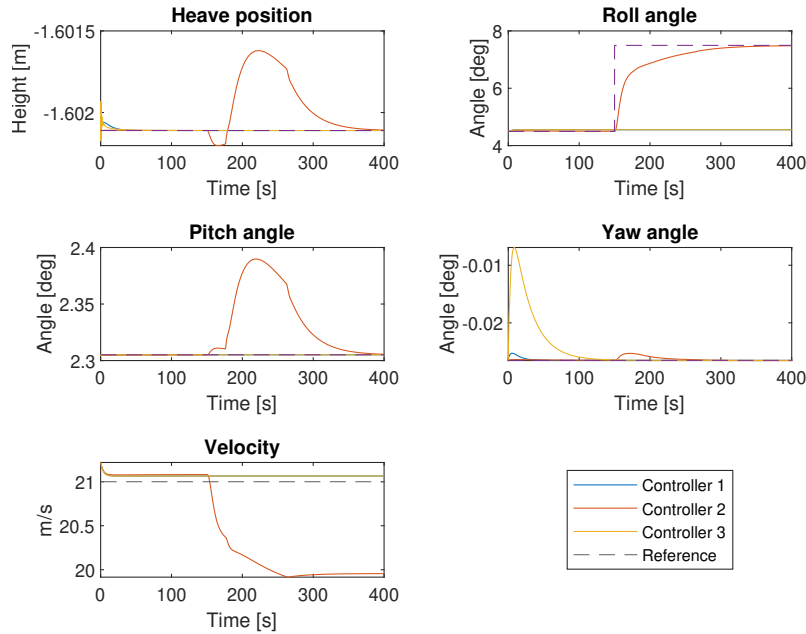 Heave position
-1.6015
-1.602
Height [m]
0 100 200 300 400
Time [s]
Roll angle
8
6
4
Angle [deg]
0 100 200 300 400
Time [s]
Pitch angle
2.4
2.35
2.3
Angle [deg]
0 100 200 300 400
Time [s]
Yaw angle
-0.01
-0.02
Angle [deg]
0 100 200 300 400
Time [s]
Velocity
21
20.5
20
m/s
0 100 200 300 400
Time [s]
Controller 1
Controller 2
Controller 3
Reference